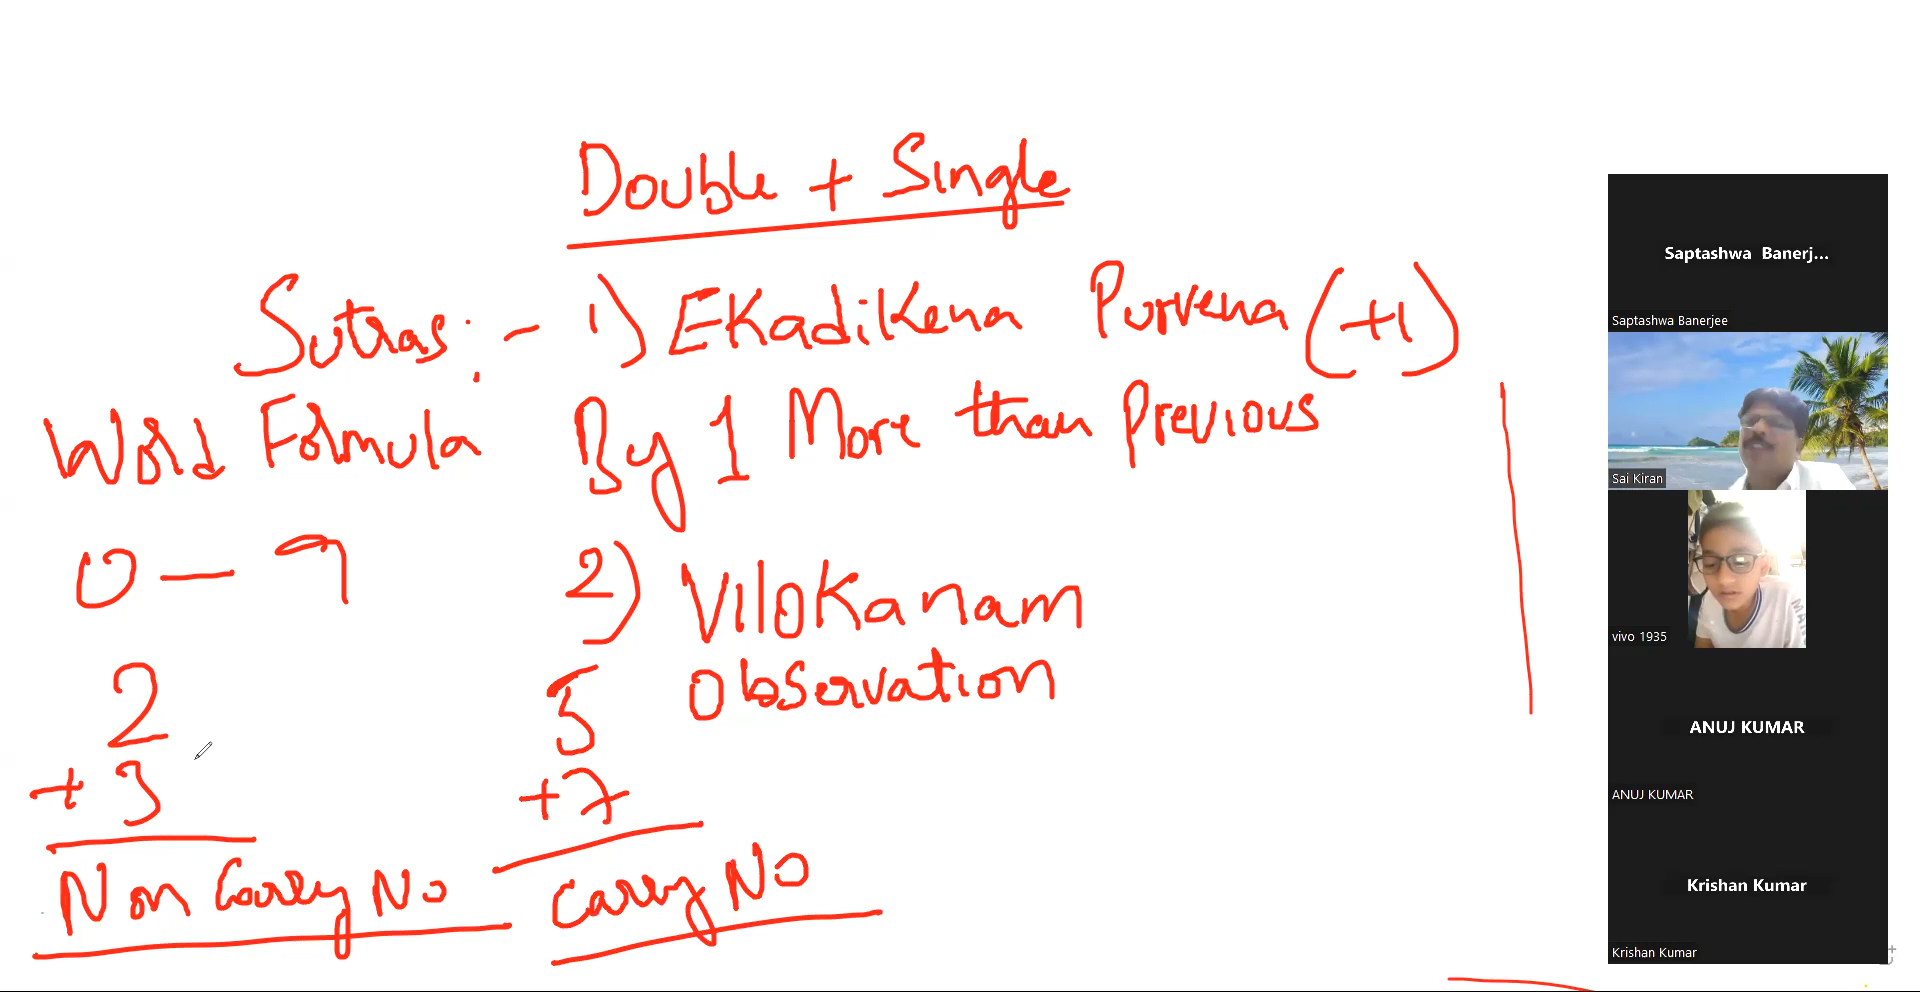 Double + Single
Sutras :- 1) EKadiKena Purvena (+1)
Word Formula By 1 More than Previous
0 — 9 2) ViloKanam
Observation
2 5
+ 3 +7
Non Carry No Carry No
Saptashwa Banerj...
Saptashwa Banerjee
Sai Kiran
vivo 1935
ANUJ KUMAR
ANUJ KUMAR
Krishan Kumar
Krishan Kumar